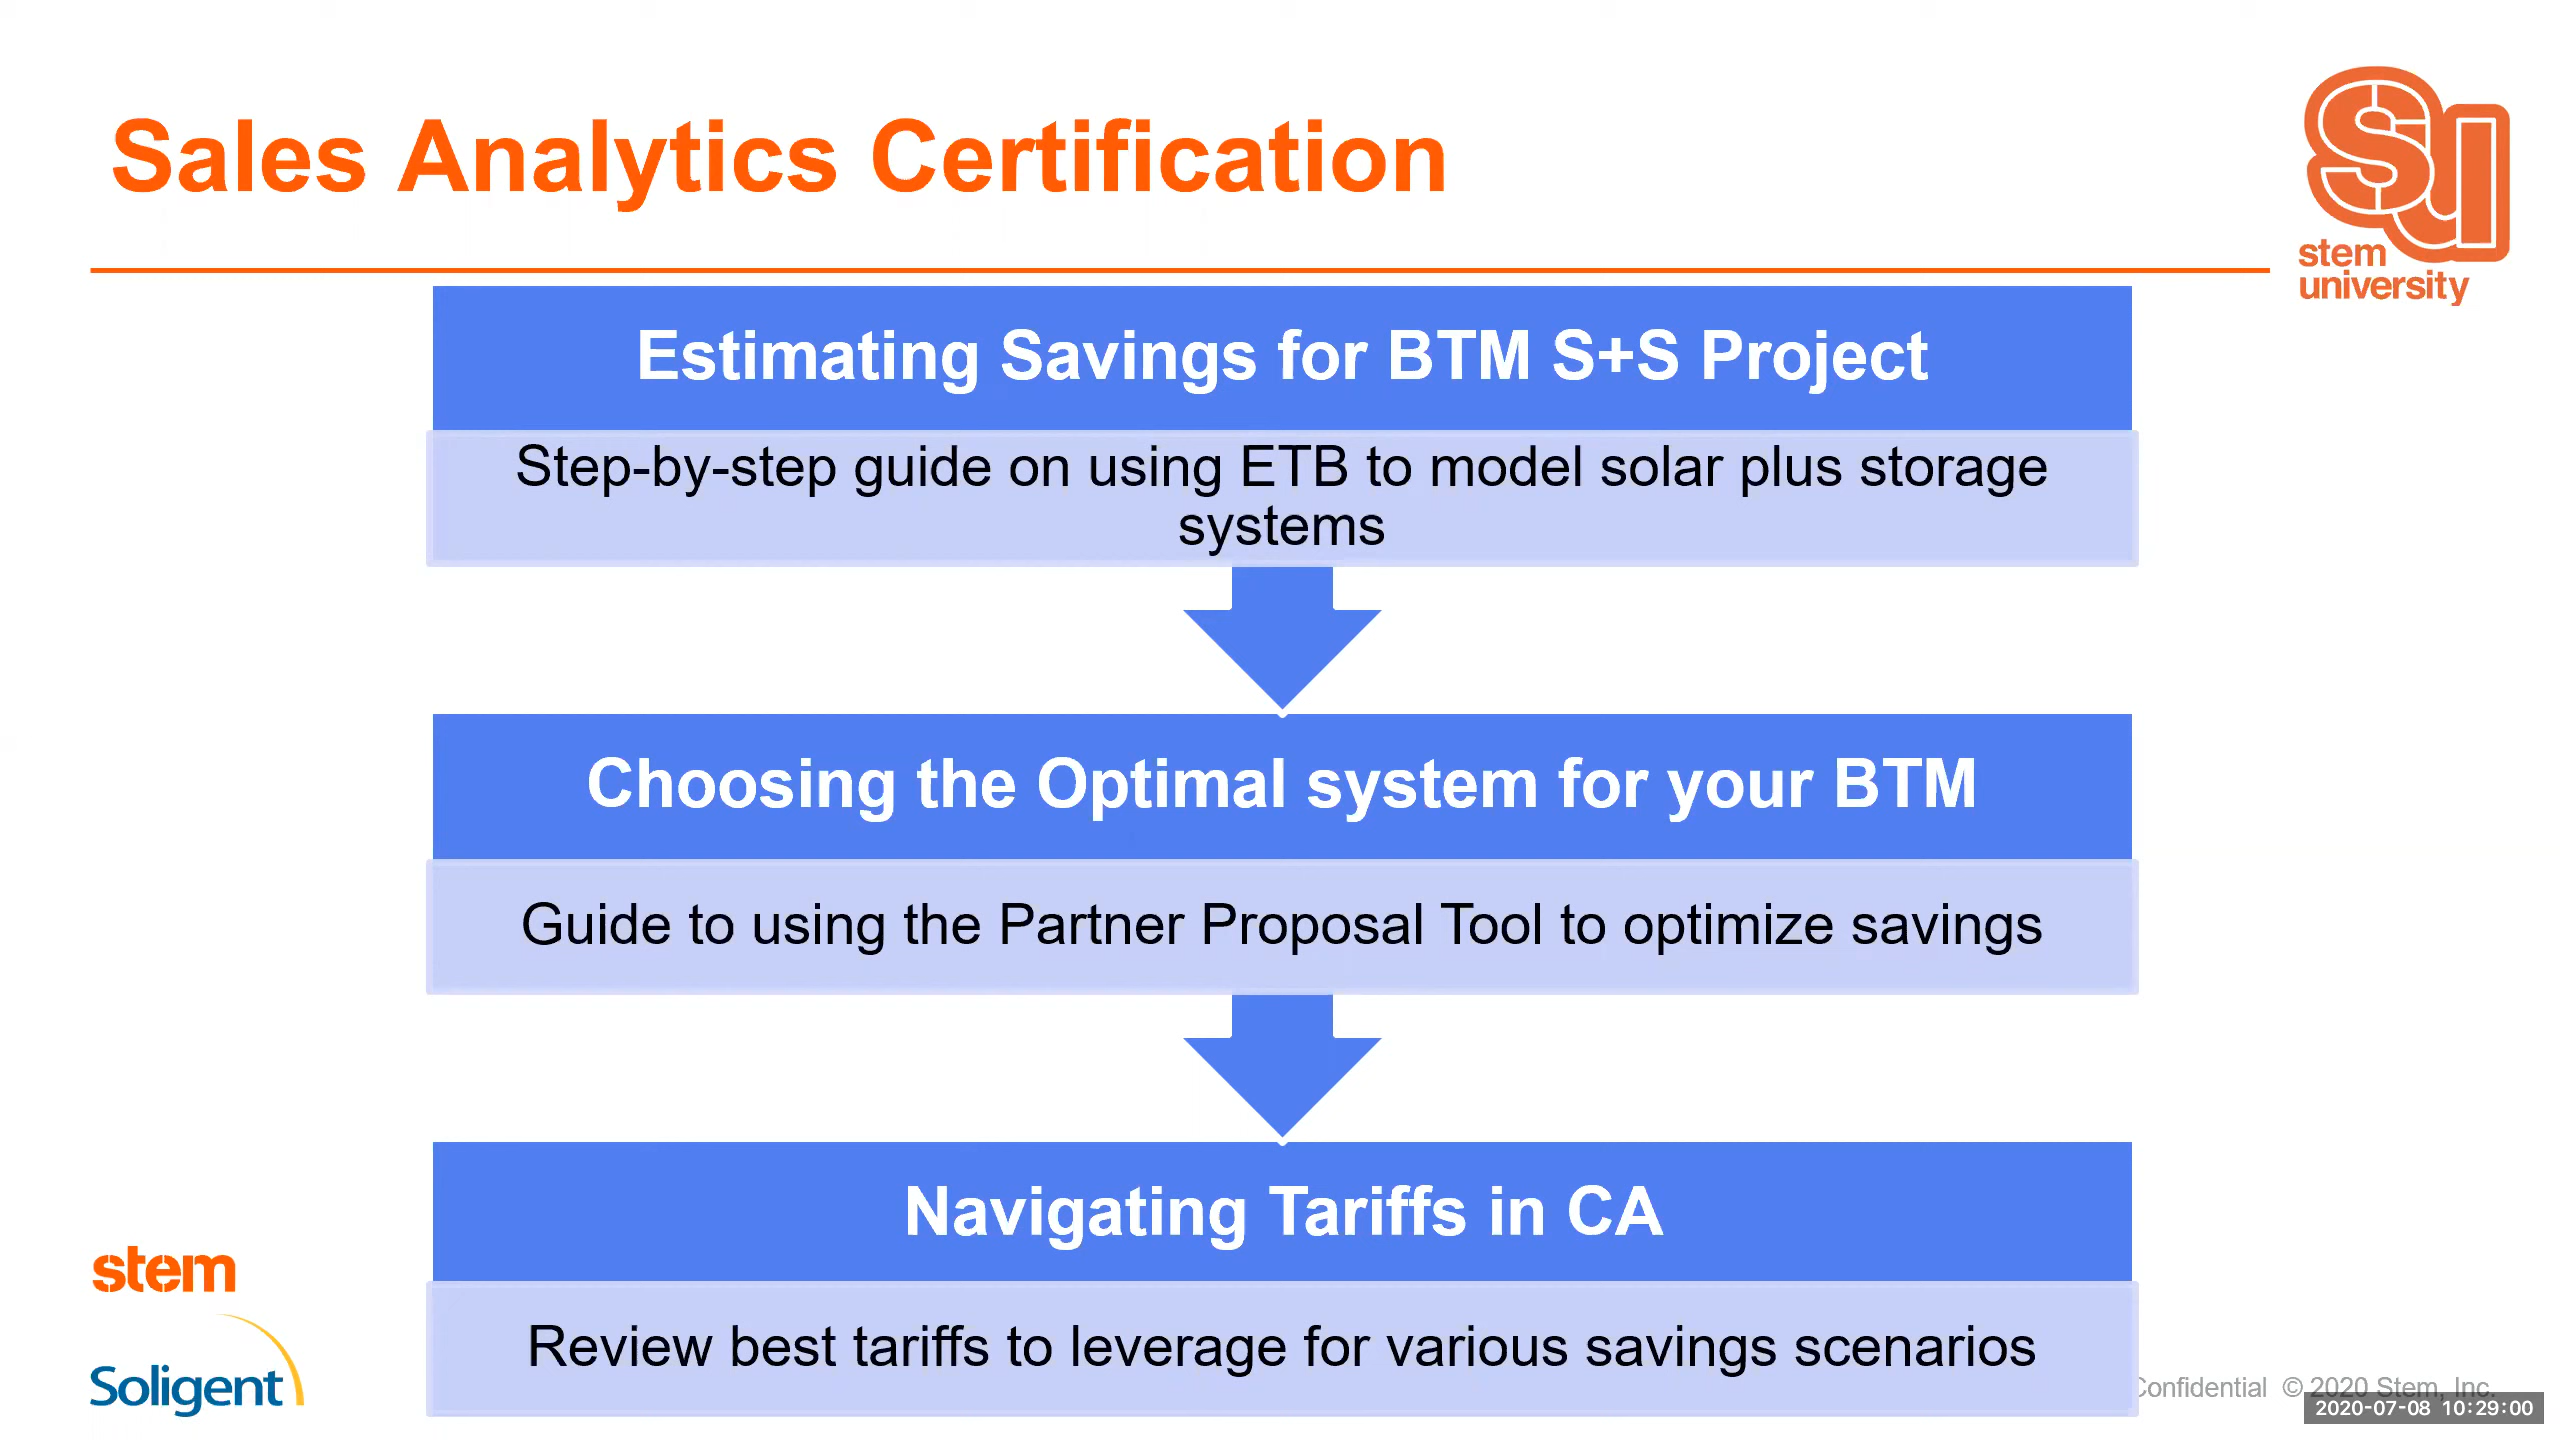 Sales Analytics Certification
SU
stem
university
Estimating Savings for BTM S+S Project
Step-by-step guide on using ETB to model solar plus storage
systems
Choosing the Optimal system for your BTM
Guide to using the Partner Proposal Tool to optimize savings
Navigating Tariffs in CA
Review best tariffs to leverage for various savings scenarios
stem
Soligent
Confidential © 2020 Stem, Inc.
2020-07-08 10:29:00